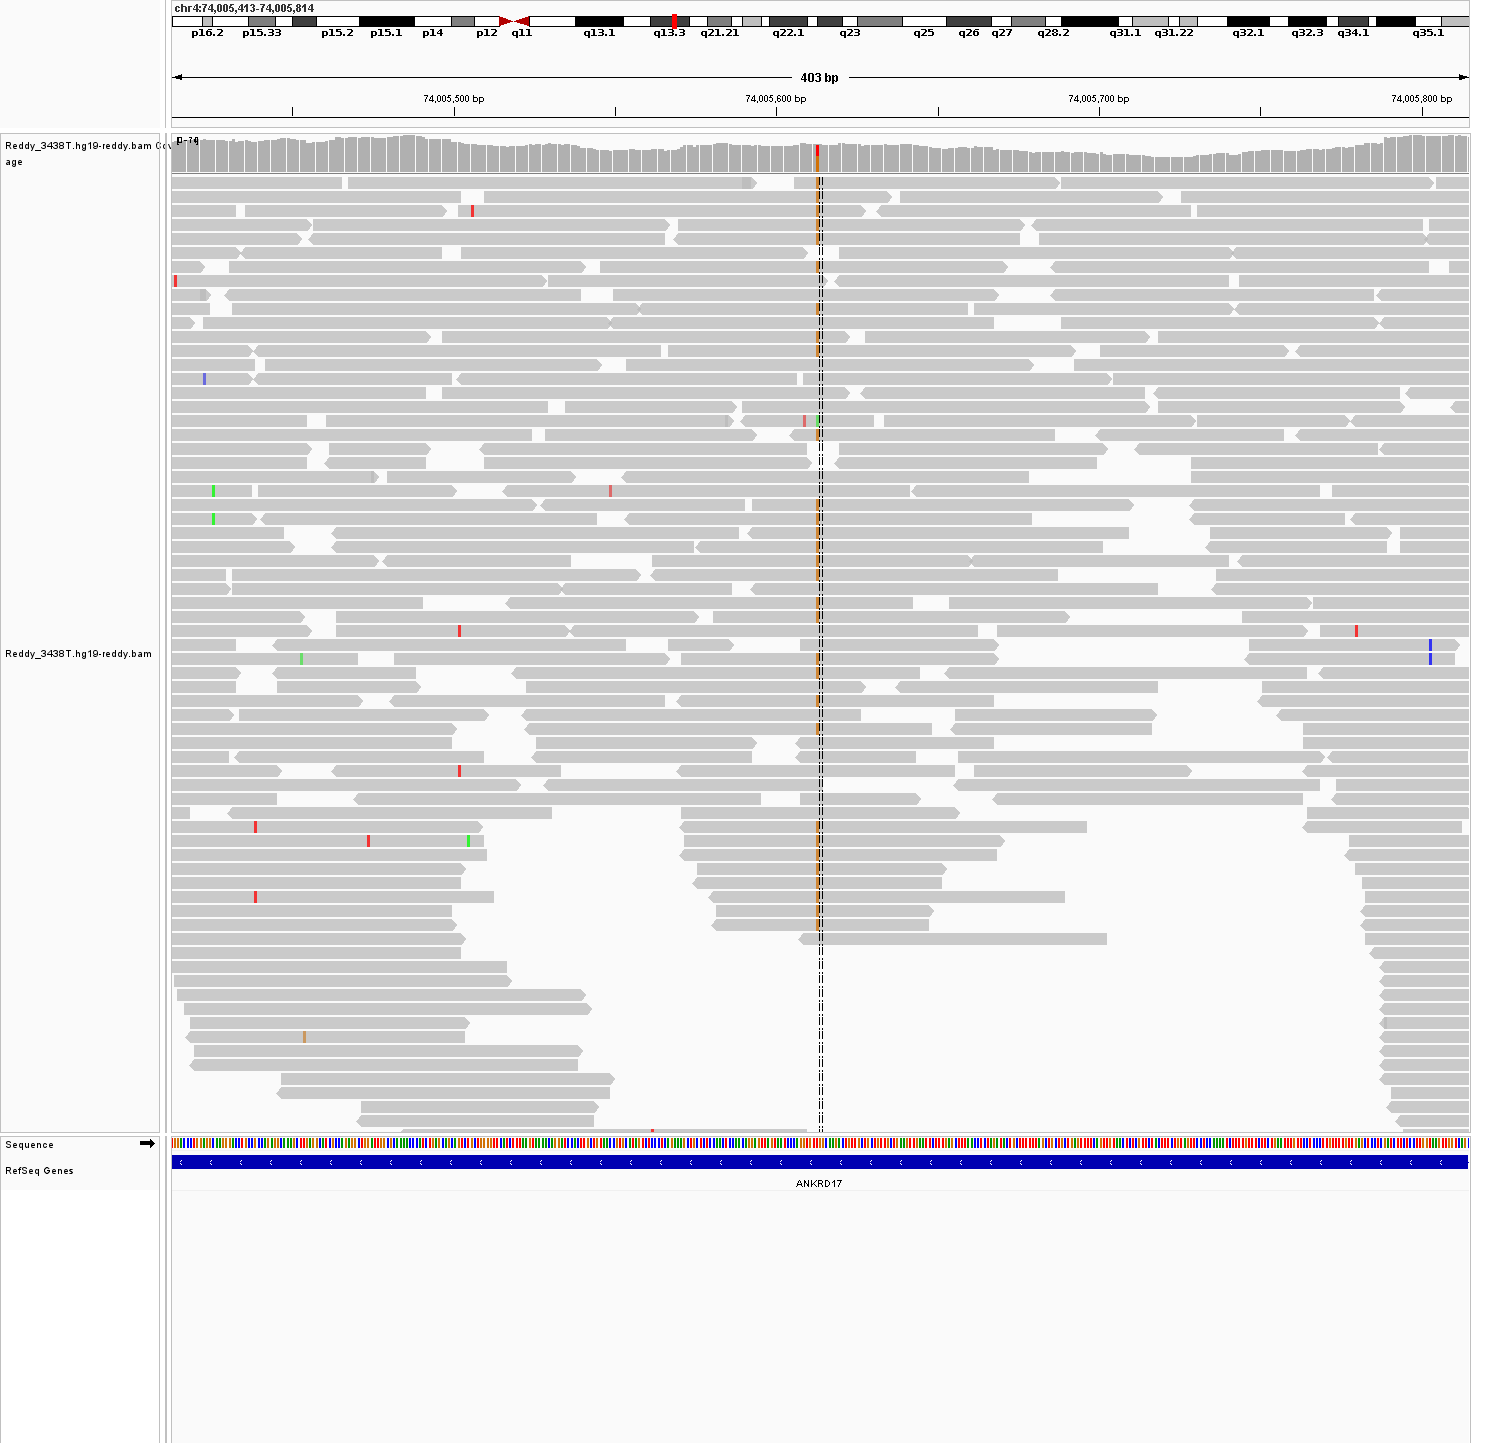 chr4:74,005,413-74,005,814
p16.2 p15.33 p15.2 p15.1 p14 p12 q11 q13.1 q13.3 q21.21 q22.1 q23 q25 q26 q27 q28.2 q31.1 q31.22 q32.1 q32.3 q34.1 q35.1
403 bp
74,005,500 bp 74,005,600 bp 74,005,700 bp 74,005,800 bp
Reddy_3438T.hg19-reddy.bam Cov
age
Reddy_3438T.hg19-reddy.bam
Sequence
RefSeq Genes
ANKRD17